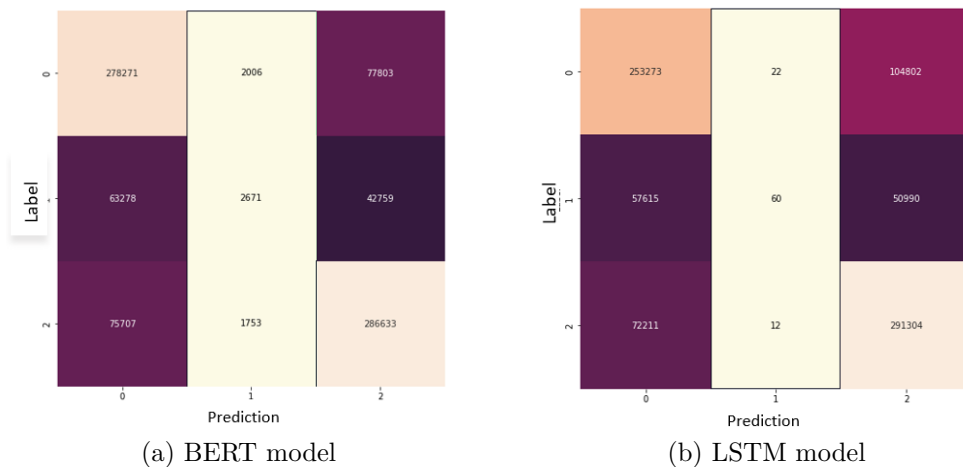 0
278271 2006 77803
Label
63278 2671 42759
2
75707 1753 286633
0 1 2
Prediction
(a) BERT model
0
253273 22 104802
Label
1
57615 60 50990
2
72211 12 291304
0 1 2
Prediction
(b) LSTM model